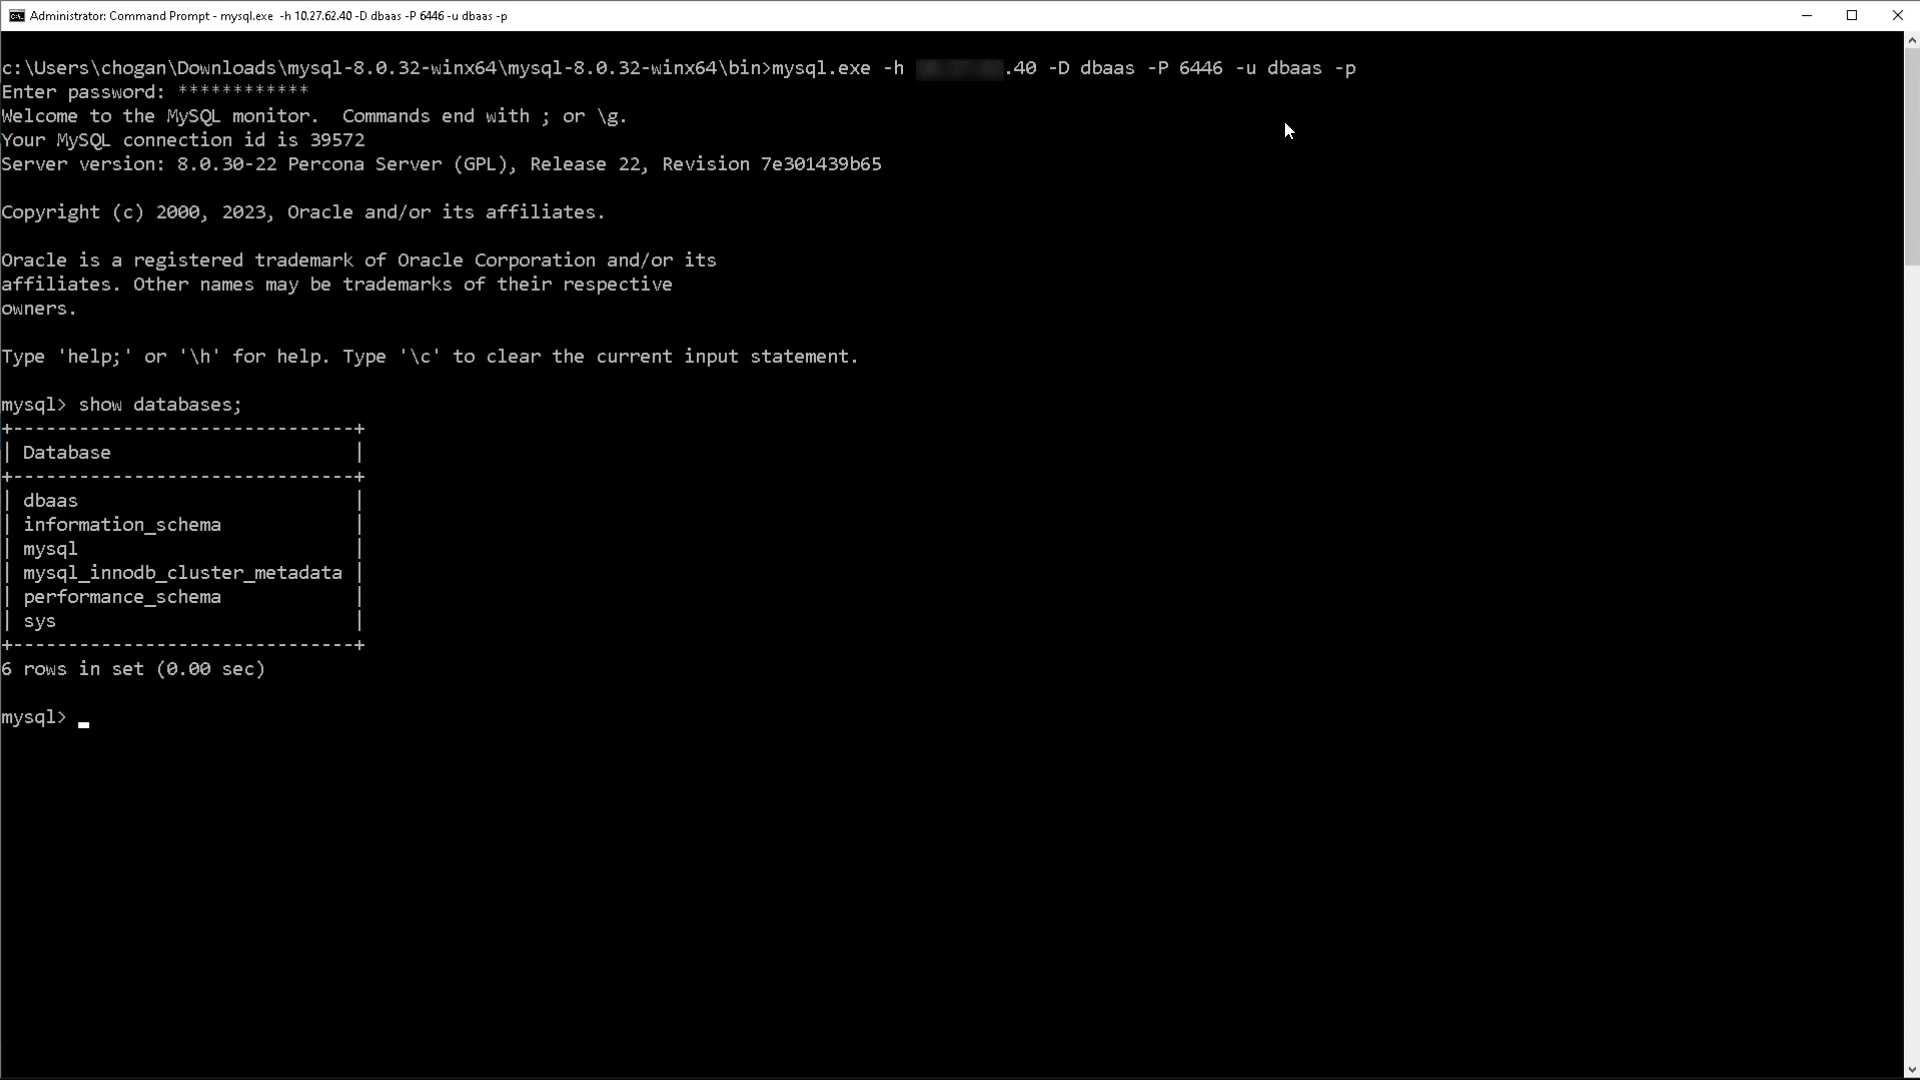 Administrator: Command Prompt - mysql.exe  -h 10.27.62.40 -D dbaas -P 6446 -u dbaas -p
c:\Users\chogan\Downloads\mysql-8.0.32-winx64\mysql-8.0.32-winx64\bin>mysql.exe -h .40 -D dbaas -P 6446 -u dbaas -p
Enter password: ************
Welcome to the MySQL monitor.  Commands end with ; or \g.
Your MySQL connection id is 39572
Server version: 8.0.30-22 Percona Server (GPL), Release 22, Revision 7e301439b65
Copyright (c) 2000, 2023, Oracle and/or its affiliates.
Oracle is a registered trademark of Oracle Corporation and/or its
affiliates. Other names may be trademarks of their respective
owners.
Type 'help;' or '\h' for help. Type '\c' to clear the current input statement.
mysql> show databases;
+-------------------------------+
| Database                      |
+-------------------------------+
| dbaas                         |
| information_schema            |
| mysql                         |
| mysql_innodb_cluster_metadata |
| performance_schema            |
| sys                           |
+-------------------------------+
6 rows in set (0.00 sec)
mysql> _